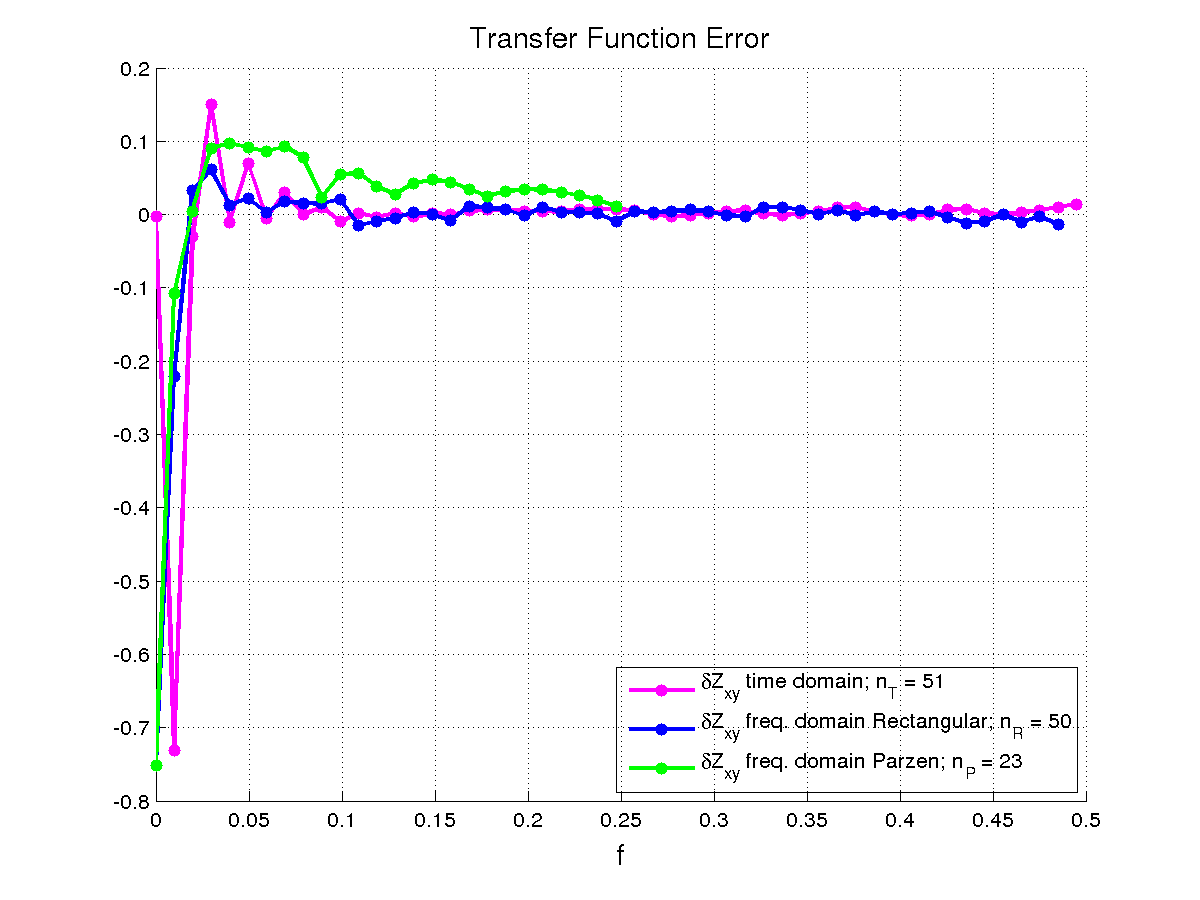 Transfer Function Error
0.2
0.1
0
-0.1
-0.2
-0.3
-0.4
-0.5
-0.6
-0.7
-0.8
0 0.05 0.1 0.15 0.2 0.25 0.3 0.35 0.4 0.45 0.5
f
δZxy time domain; nT = 51
δZxy freq. domain Rectangular; nR = 50
δZxy freq. domain Parzen; nP = 23